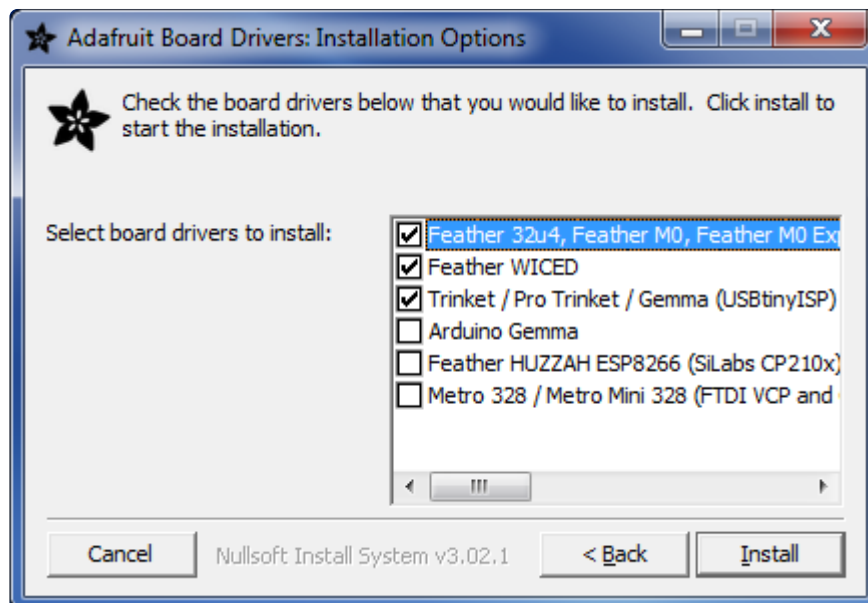 Adafruit Board Drivers: Installation Options
Check the board drivers below that you would like to install. Click install to
start the installation.
Select board drivers to install:
Feather 32u4, Feather M0, Feather M0
Feather WICED
Trinket / Pro Trinket / Gemma (USBtinyISP)
Arduino Gemma
Feather HUZZAH ESP8266 (SiLabs CP210x)
Metro 328 / Metro Mini 328 (FTDI VCP and
Cancel
Nullsoft Install System v3.02.1
< Back
Install